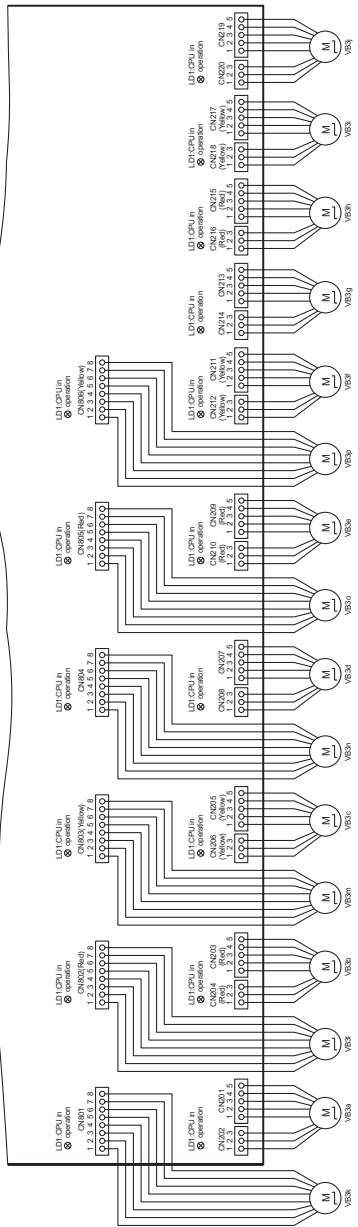 LD1:CPU in
operation
CN801
1 2 3 4 5 6 7 8
LD1:CPU in
operation
CN802(Red)
1 2 3 4 5 6 7 8
LD1:CPU in
operation
CN803(Yellow)
1 2 3 4 5 6 7 8
LD1:CPU in
operation
CN804
1 2 3 4 5 6 7 8
LD1:CPU in
operation
CN805(Red)
1 2 3 4 5 6 7 8
LD1:CPU in
operation
CN806(Yellow)
1 2 3 4 5 6 7 8
LD1:CPU in
operation
CN202
1 2 3
CN201
1 2 3 4 5
LD1:CPU in
operation
CN204
(Red)
1 2 3
CN203
(Red)
1 2 3 4 5
LD1:CPU in
operation
CN206
(Yellow)
1 2 3
CN205
(Yellow)
1 2 3 4 5
LD1:CPU in
operation
CN208
1 2 3
CN207
1 2 3 4 5
LD1:CPU in
operation
CN210
(Red)
1 2 3
CN209
(Red)
1 2 3 4 5
LD1:CPU in
operation
CN212
(Yellow)
1 2 3
CN211
(Yellow)
1 2 3 4 5
LD1:CPU in
operation
CN214
1 2 3
CN213
1 2 3 4 5
LD1:CPU in
operation
CN216
(Red)
1 2 3
CN215
(Red)
1 2 3 4 5
LD1:CPU in
operation
CN218
(Yellow)
1 2 3
CN217
(Yellow)
1 2 3 4 5
LD1:CPU in
operation
CN220
1 2 3
CN219
1 2 3 4 5
M M M M M M M M M M M M M M M M
VB3k VB3a VB3l VB3b VB3m VB3c VB3n VB3d VB3o VB3e VB3p VB3f VB3g VB3h VB3i VB3j